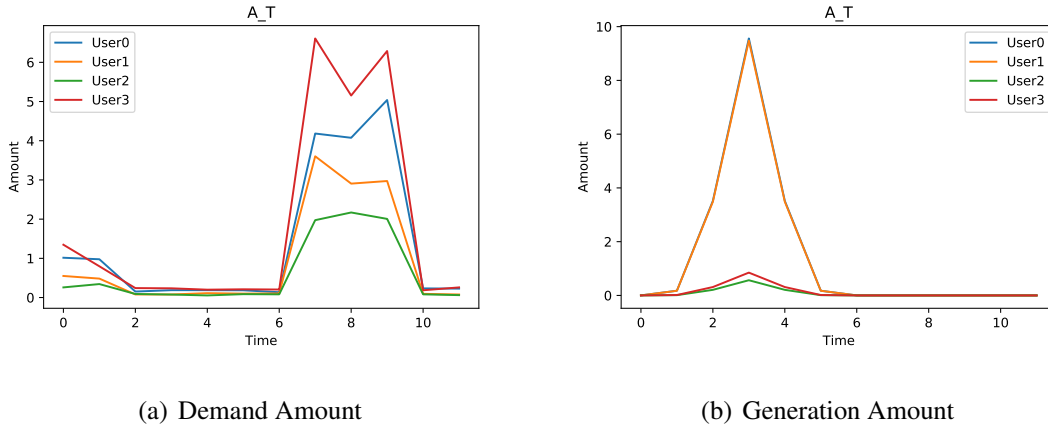 A_T
User0
User1
User2
User3
Amount
6
5
4
3
2
1
0
0 2 4 6 8 10
Time
(a) Demand Amount
A_T
User0
User1
User2
User3
Amount
10
8
6
4
2
0
0 2 4 6 8 10
Time
(b) Generation Amount